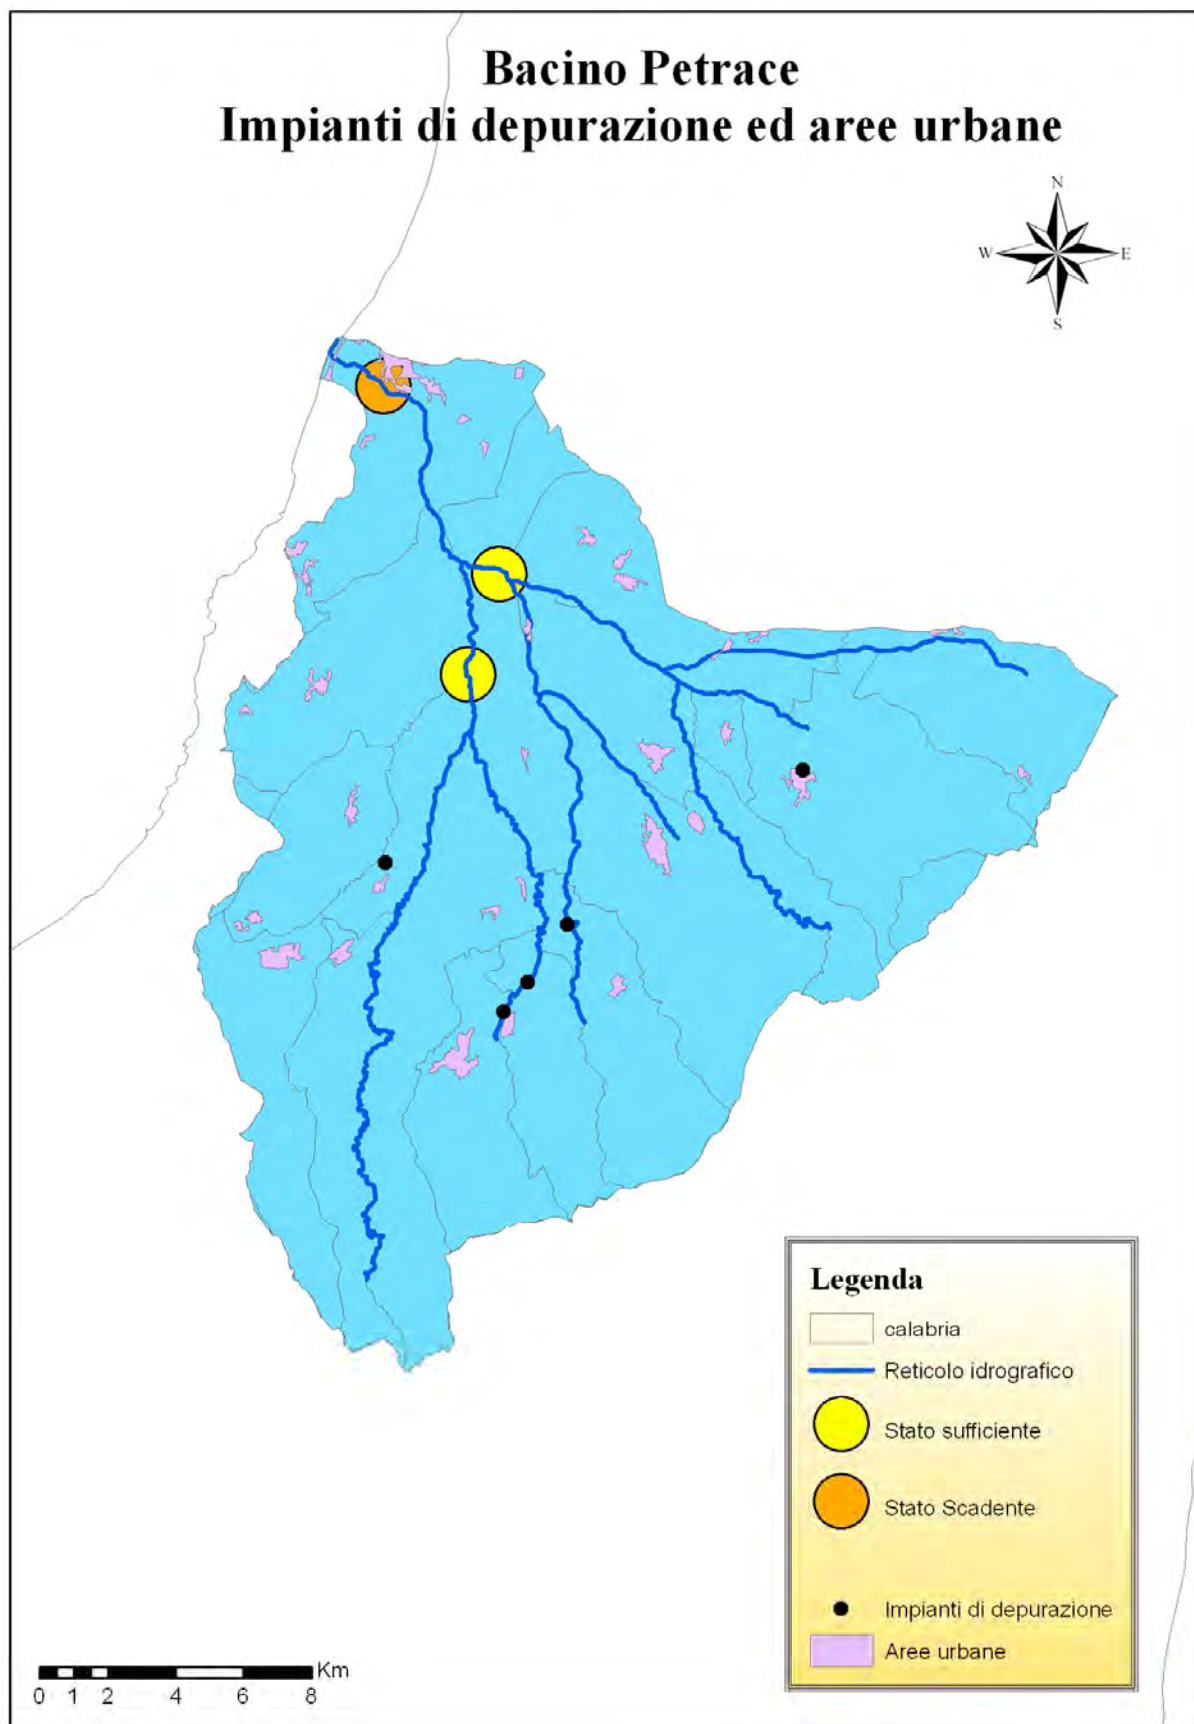 Bacino Petrace
Impianti di depurazione ed aree urbane
N
W E
S
Legenda
calabria
Reticolo idrografico
Stato sufficiente
Stato Scadente
Impianti di depurazione
Aree urbane
Km
0 1 2 4 6 8